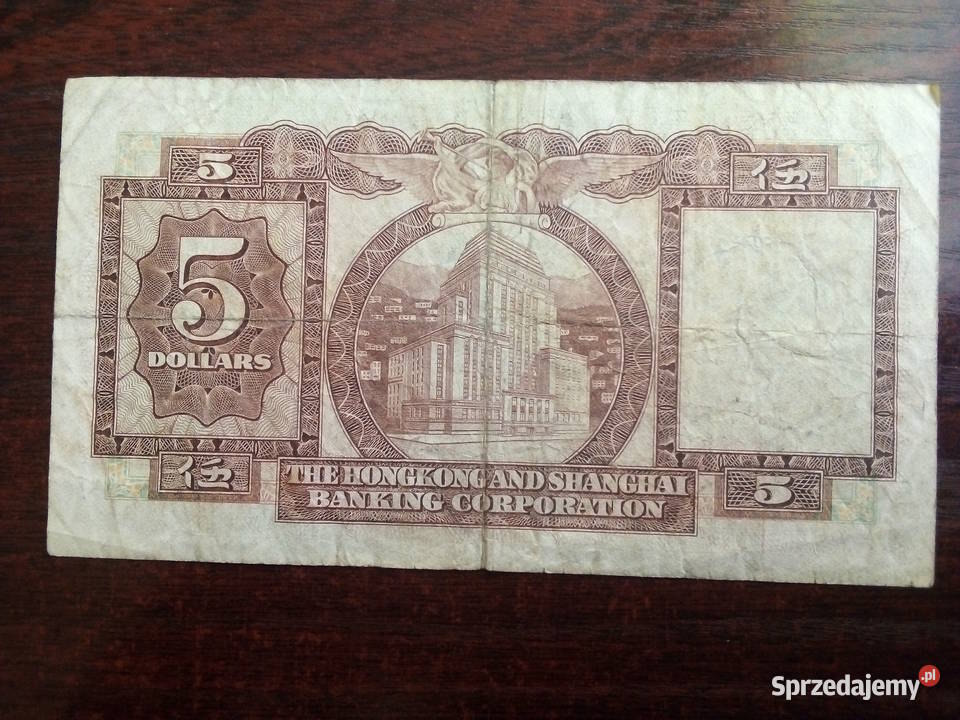 5
伍
5
DOLLARS
伍
THE HONGKONG AND SHANGHAI
BANKING CORPORATION
5
Sprzedajemy.pl